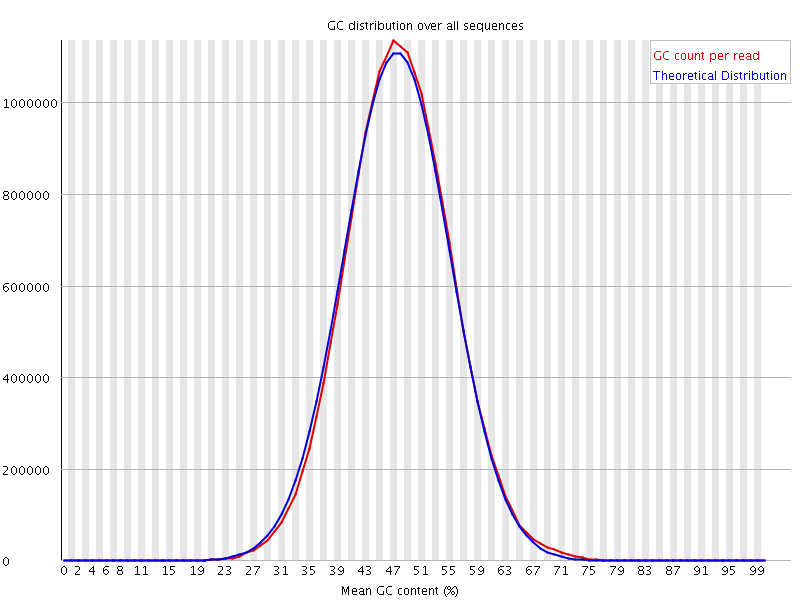 GC distribution over all sequences
GC count per read
Theoretical Distribution
1000000
800000
600000
400000
200000
0
0 2 4 6 8 11 15 19 23 27 31 35 39 43 47 51 55 59 63 67 71 75 79 83 87 91 95 99
Mean GC content (%)